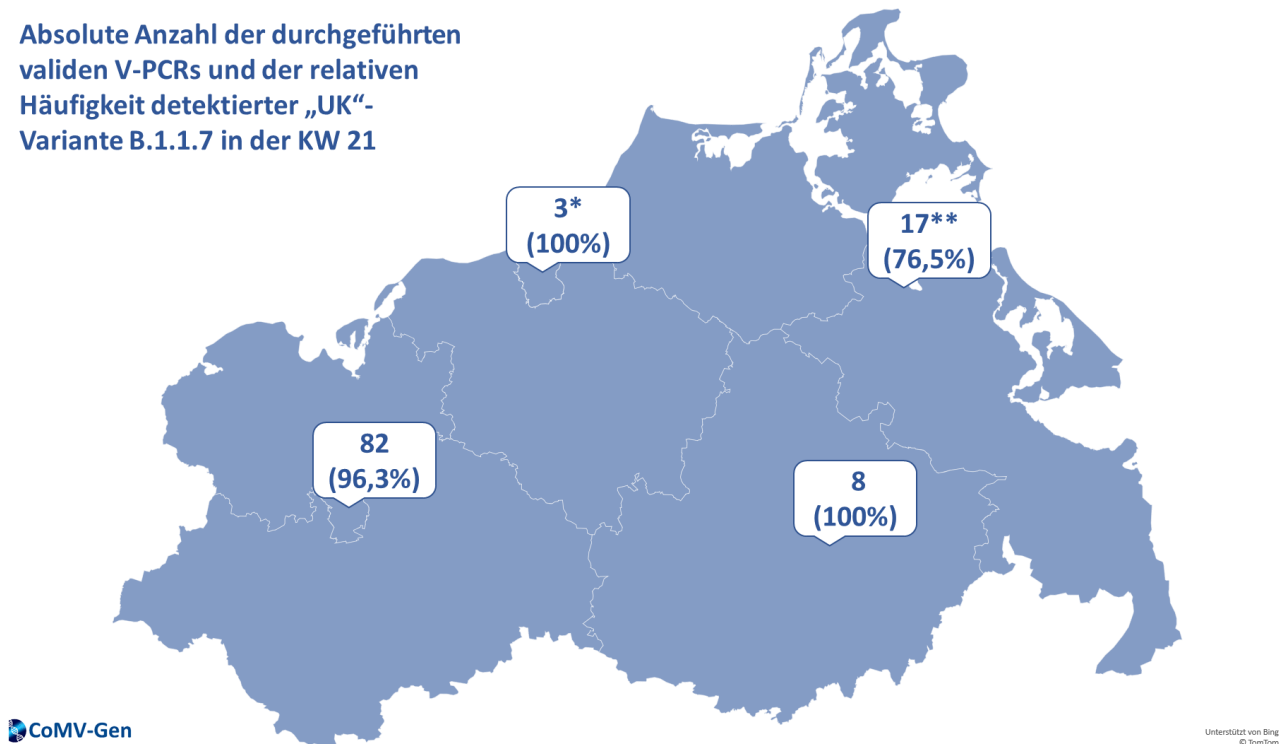 Absolute Anzahl der durchgeführten
validen V-PCRs und der relativen
Häufigkeit detektierter „UK“-
Variante B.1.1.7 in der KW 21
3*
(100%)
17**
(76,5%)
82
(96,3%)
8
(100%)
CoMV-Gen
Unterstützt von Bing
© TomTom